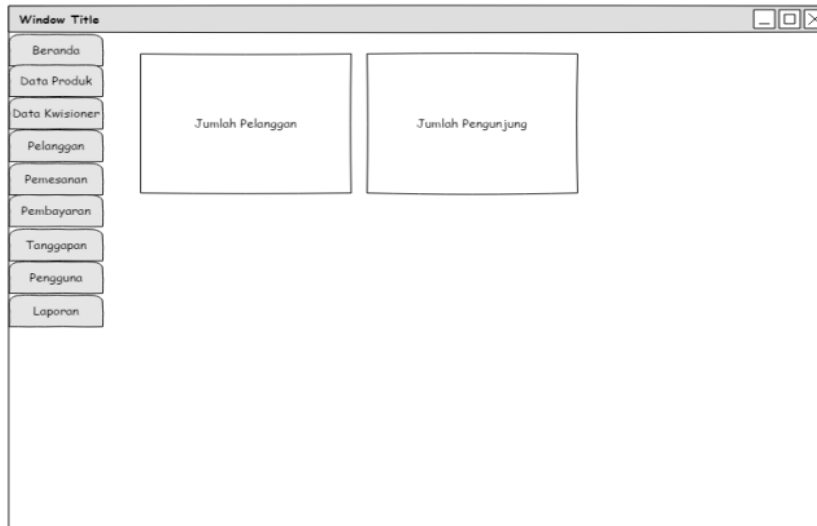 Window Title
Beranda
Data Produk
Data Kwisioner
Pelanggan
Pemesanan
Pembayaran
Tanggapan
Pengguna
Laporan
Jumlah Pelanggan
Jumlah Pengunjung